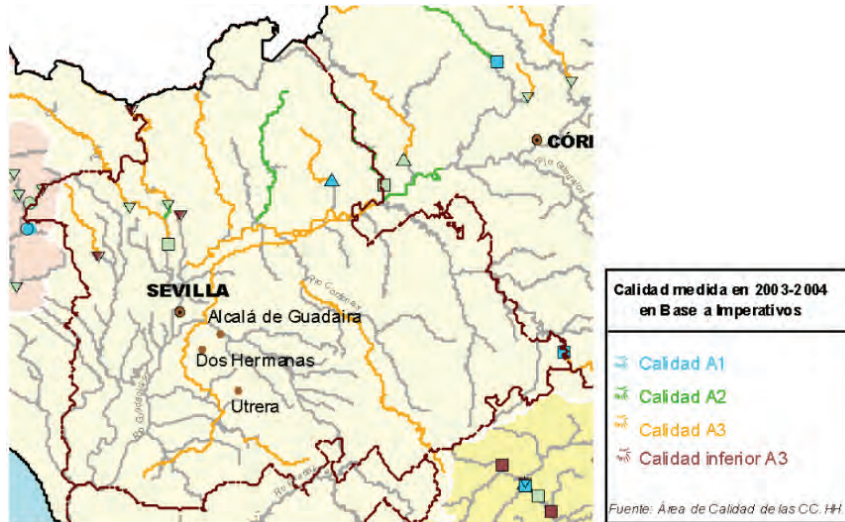 CÓR
SEVILLA
Alcalá de Guadaira
Dos Hermanas
Utrera
Calidad medida en 2003-2004
en Base a Imperativos
Calidad A1
Calidad A2
Calidad A3
Calidad inferior A3
Fuente: Área de Calidad de las CC.HH